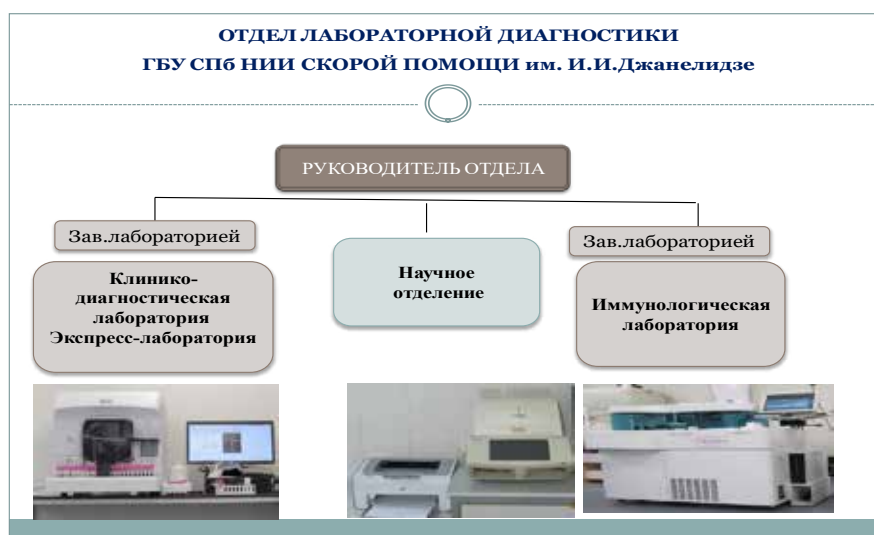 ОТДЕЛ ЛАБОРАТОРНОЙ ДИАГНОСТИКИ
ГБУ СПб НИИ СКОРОЙ ПОМОЩИ им. И.И.Джанелидзе
РУКОВОДИТЕЛЬ ОТДЕЛА
Зав.лабораторией
Клинико-
диагностическая
лаборатория
Экспресс-лаборатория
Научное
отделение
Зав.лабораторией
Иммунологическая
лаборатория